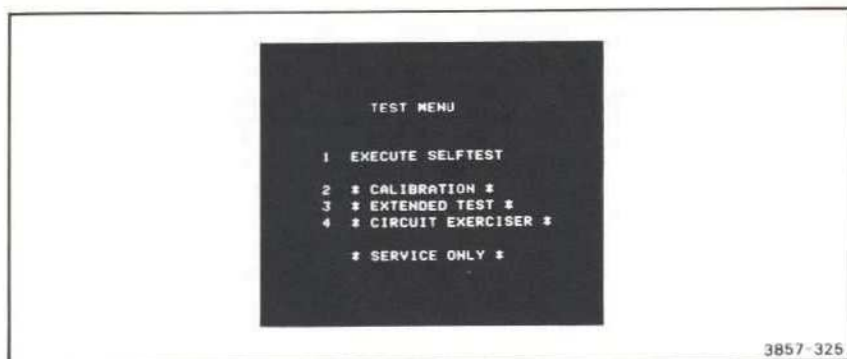 TEST MENU
1 EXECUTE SELFTEST
2 * CALIBRATION *
3 * EXTENDED TEST *
4 * CIRCUIT EXERCISER *
* SERVICE ONLY *
3857-325